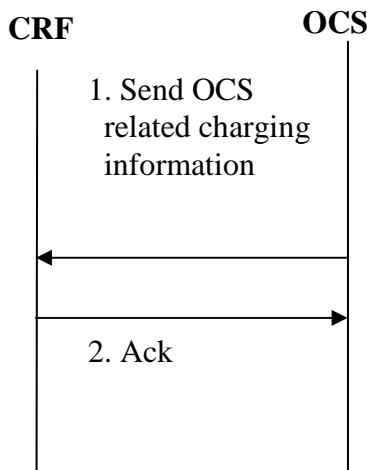 CRF
OCS
1. Send OCS
related charging
information
2. Ack